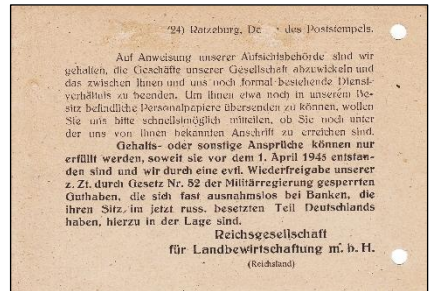 (24) Ratzeburg, De des Poststempels.
Auf Anweisung unserer Aufsichtsbehörde sind wir
gehalten, die Geschäfte unserer Gesellschaft abzuwickeln und
das zwischen Ihnen und uns noch formal bestehende Dienst-
verhältnis zu beenden. Um Ihnen etwa noch in unserem Be-
sitz befindliche Personalpapiere übersenden zu können, wollen
Sie uns bitte schnellstmöglich mitteilen, ob Sie noch unter
der uns von Ihnen bekannten Anschrift zu erreichen sind.
Gehalts- oder sonstige Ansprüche können nur
erfüllt werden, soweit sie vor dem 1. April 1945 entstan-
den sind und wir durch eine evtl. Wiederfreigabe unserer
z. Zt. durch Gesetz Nr. 52 der Militärregierung gesperrten
Guthaben, die sich fast ausnahmslos bei Banken, die
ihren Sitz im jetzt russ. besetzten Teil Deutschlands
haben, hierzu in der Lage sind.
Reichsgesellschaft
für Landbewirtschaftung m. b. H.
(Reichsland)